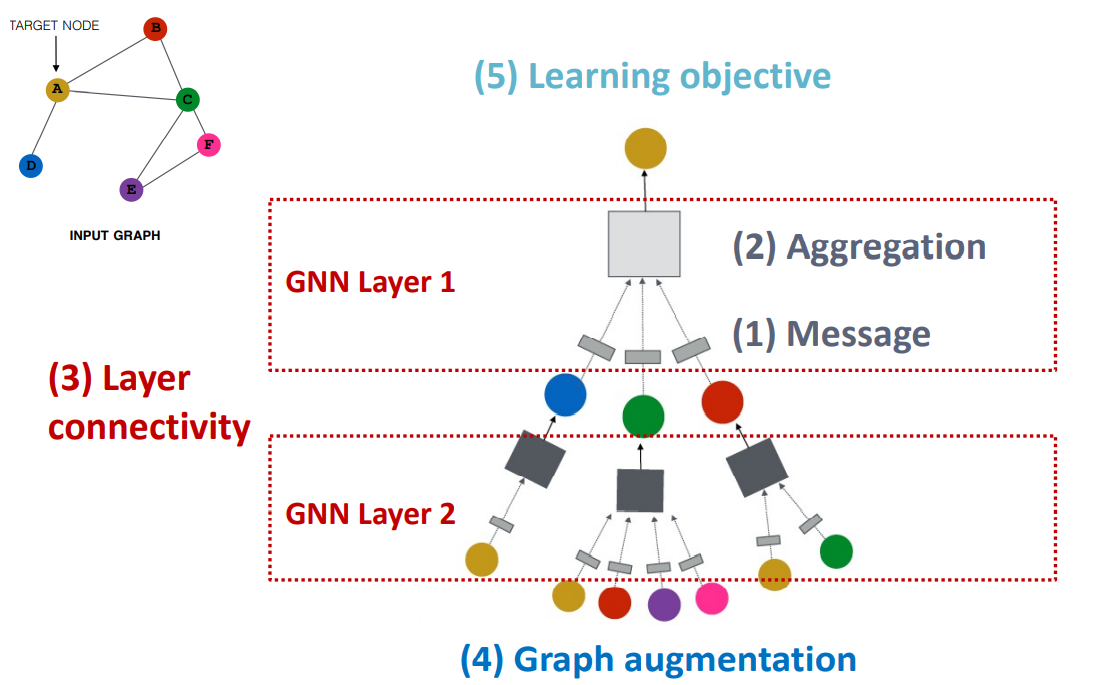 TARGET NODE
B
A
C
F
D
E
INPUT GRAPH
(5) Learning objective
GNN Layer 1
(2) Aggregation
(1) Message
(3) Layer
connectivity
GNN Layer 2
(4) Graph augmentation